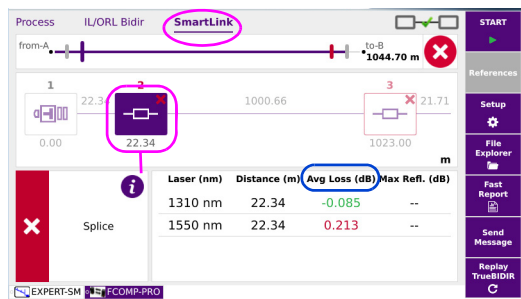 Process IL/ORL Bidir SmartLink
START
from-A
to-B
1044.70 m
References
1 2 3
22.34 1000.66 21.71
0.00 22.34 1023.00
m
Setup
File
Explorer
Laser (nm) Distance (m) Avg Loss (dB) Max Refl. (dB)
1310 nm 22.34 -0.085 --
1550 nm 22.34 0.213 --
Splice
Fast
Report
Send
Message
Replay
TrueBIDIR
EXPERT-SM FCOMP-PRO